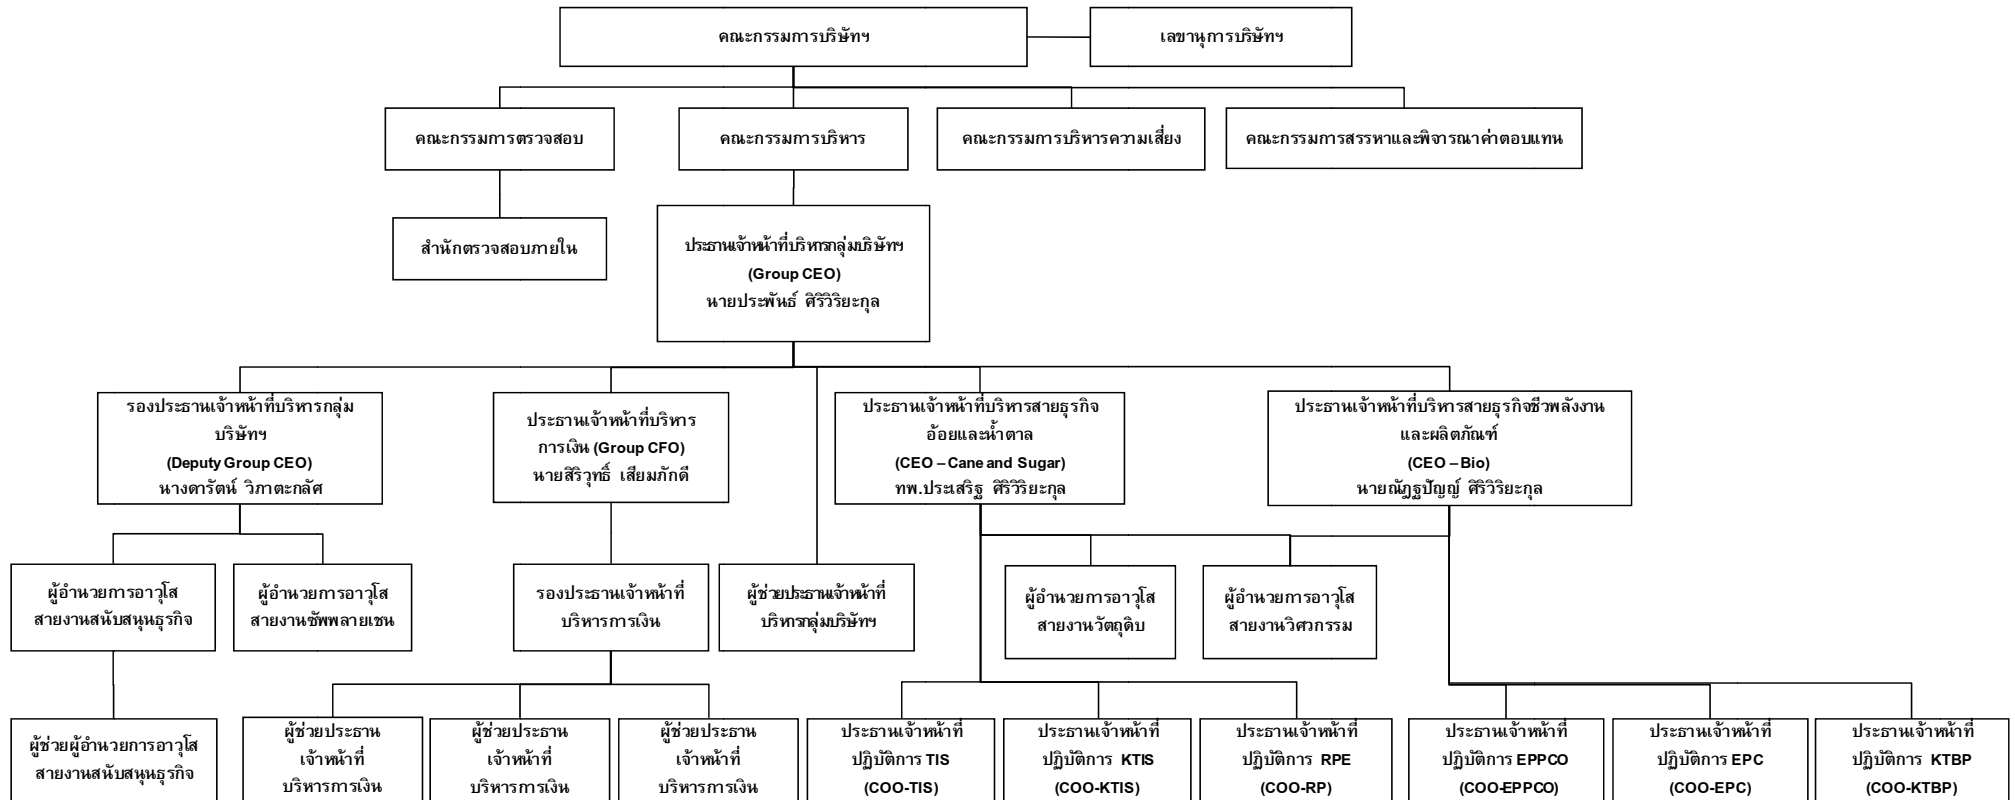 คณะกรรมการบริษัทฯ
เลขานุการบริษัทฯ
คณะกรรมการตรวจสอบ
คณะกรรมการบริหาร
คณะกรรมการบริหารความเสี่ยง
คณะกรรมการสรรหาและพิจารณาค่าตอบแทน
สำนักตรวจสอบภายใน
ประธานเจ้าหน้าที่บริหารกลุ่มบริษัทฯ
(Group CEO)
นายประพันธ์ ศิริวิริยะกุล
รองประธานเจ้าหน้าที่บริหารกลุ่ม
บริษัทฯ
(Deputy Group CEO)
นางดารัตน์ วิภาตะกลัศ
ประธานเจ้าหน้าที่บริหาร
การเงิน (Group CFO)
นายสิริวุทธิ์ เสียมภักดี
ประธานเจ้าหน้าที่บริหารสายธุรกิจ
อ้อยและน้ำตาล
(CEO – Cane and Sugar)
ทพ.ประเสริฐ ศิริวิริยะกุล
ประธานเจ้าหน้าที่บริหารสายธุรกิจชีวพลังงาน
และผลิตภัณฑ์
(CEO – Bio)
นายณัฎฐปัญญ์ ศิริวิริยะกุล
ผู้อำนวยการอาวุโส
สายงานสนับสนุนธุรกิจ
ผู้อำนวยการอาวุโส
สายงานซัพพลายเชน
รองประธานเจ้าหน้าที่
บริหารการเงิน
ผู้ช่วยประธานเจ้าหน้าที่
บริหารกลุ่มบริษัทฯ
ผู้อำนวยการอาวุโส
สายงานวัตถุดิบ
ผู้อำนวยการอาวุโส
สายงานวิศวกรรม
ผู้ช่วยผู้อำนวยการอาวุโส
สายงานสนับสนุนธุรกิจ
ผู้ช่วยประธาน
เจ้าหน้าที่
บริหารการเงิน
ผู้ช่วยประธาน
เจ้าหน้าที่
บริหารการเงิน
ผู้ช่วยประธาน
เจ้าหน้าที่
บริหารการเงิน
ประธานเจ้าหน้าที่
ปฏิบัติการ TIS
(COO-TIS)
ประธานเจ้าหน้าที่
ปฏิบัติการ KTIS
(COO-KTIS)
ประธานเจ้าหน้าที่
ปฏิบัติการ RPE
(COO-RP)
ประธานเจ้าหน้าที่
ปฏิบัติการ EPPCO
(COO-EPPCO)
ประธานเจ้าหน้าที่
ปฏิบัติการ EPC
(COO-EPC)
ประธานเจ้าหน้าที่
ปฏิบัติการ KTBP
(COO-KTBP)